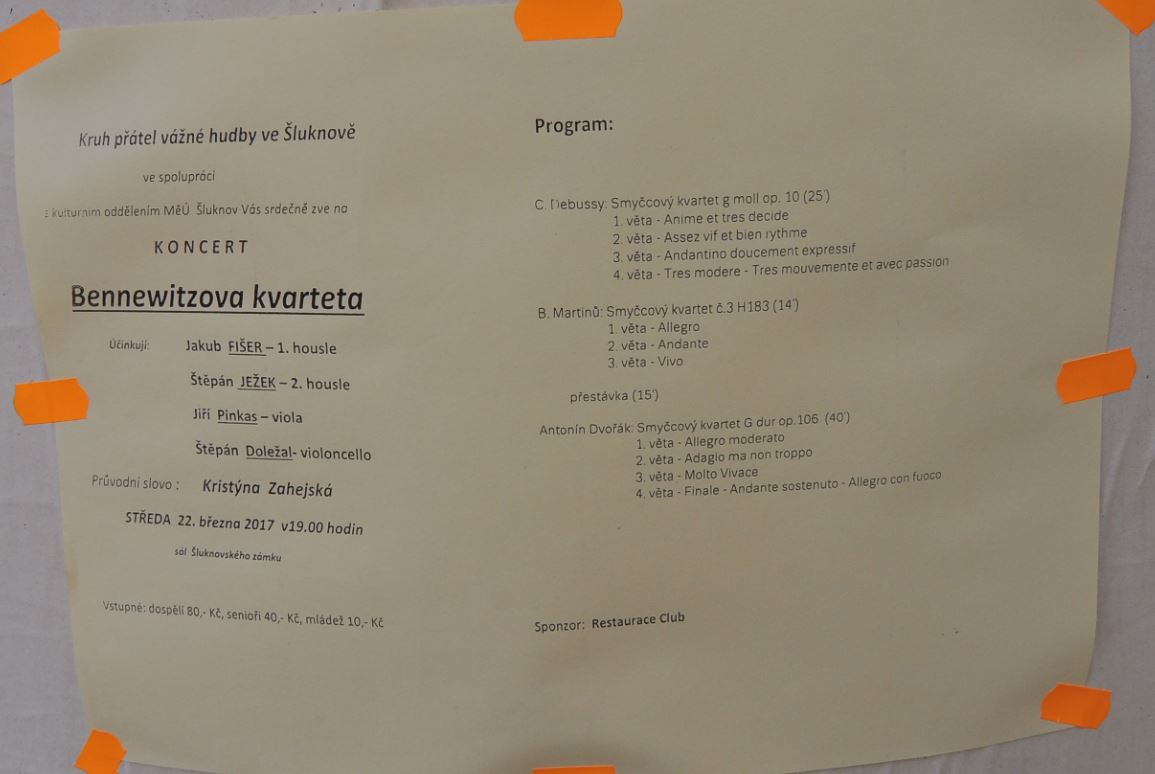 Kruh přátel vážné hudby ve Šluknově
ve spolupráci
z kulturním oddělením MěÚ Šluknov Vás srdečně zve na
KONCERT
Bennewitzova kvarteta
Účinkují: Jakub FIŠER – 1. housle
Štěpán JEŽEK – 2. housle
Jiří Pinkas – viola
Štěpán Doležal- violoncello
Průvodní slovo : Kristýna Zahejská
STŘEDA 22. března 2017 v19.00 hodin
sál Šluknovského zámku
Vstupné: dospělí 80,- Kč, senioři 40,- Kč, mládež 10,- Kč
Program:
C. Debussy: Smyčcový kvartet g moll op. 10 (25')
1. věta - Anime et tres decide
2. věta - Assez vif et bien rythme
3. věta - Andantino doucement expressif
4. věta - Tres modere - Tres mouvemente et avec passion
B. Martinů: Smyčcový kvartet č.3 H183 (14')
1. věta - Allegro
2. věta - Andante
3. věta - Vivo
přestávka (15')
Antonín Dvořák: Smyčcový kvartet G dur op.106 (40')
1. věta - Allegro moderato
2. věta - Adagio ma non troppo
3. věta - Molto Vivace
4. věta - Finale - Andante sostenuto - Allegro con fuoco
Sponzor: Restaurace Club